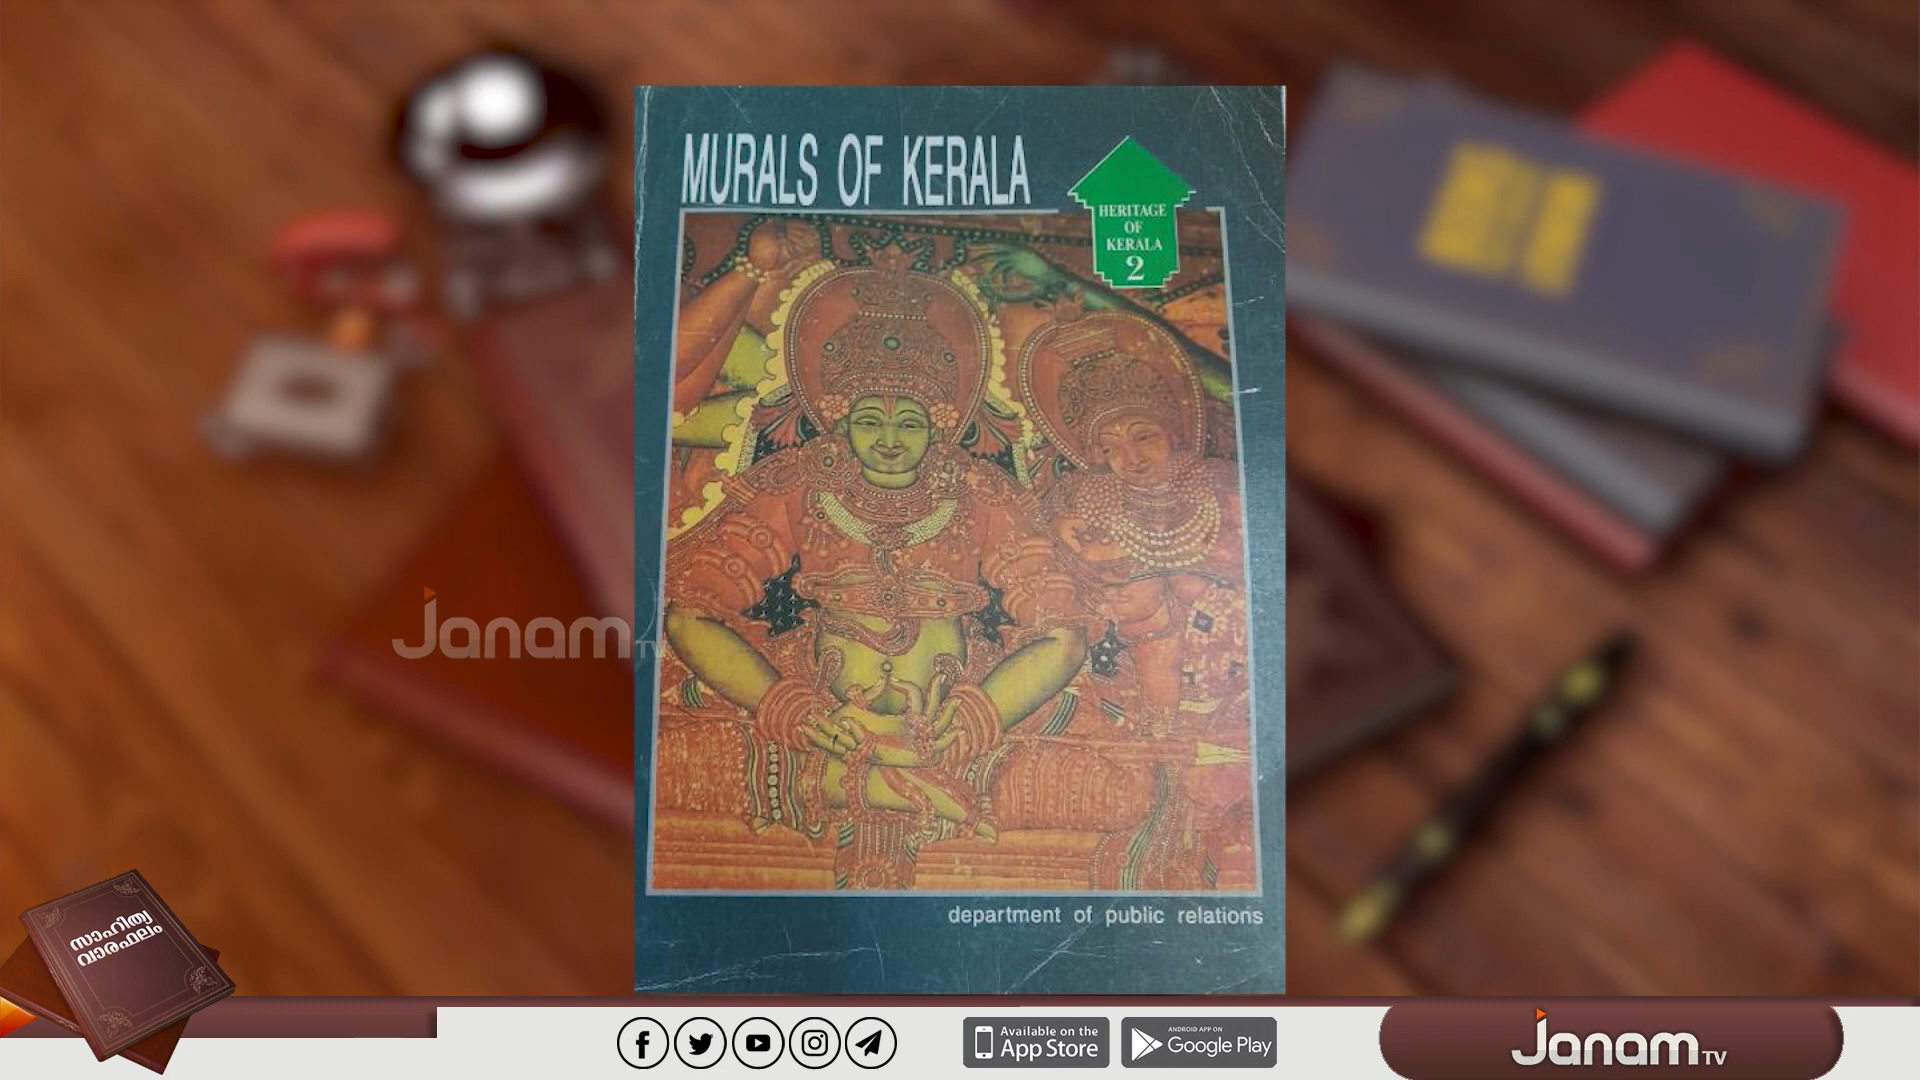 MURALS OF KERALA
HERITAGE
OF
KERALA
2
Janam TV
department of public relations
സാഹിത്യ
വാരഫലം
Available on the
App Store
ANDROID APP ON
Google Play
Janam TV